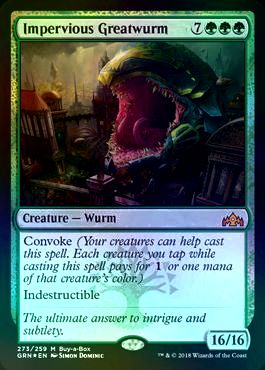 Impervious Greatwurm 7
Creature — Wurm
Convoke (Your creatures can help cast
this spell. Each creature you tap while
casting this spell pays for 1 or one mana
of that creature's color.)
Indestructible
The ultimate answer to intrigue and
subtlety.
16/16
273/259 M Buy-a-Box
GRN EN SIMON DOMINIC ™ & © 2018 Wizards of the Coast